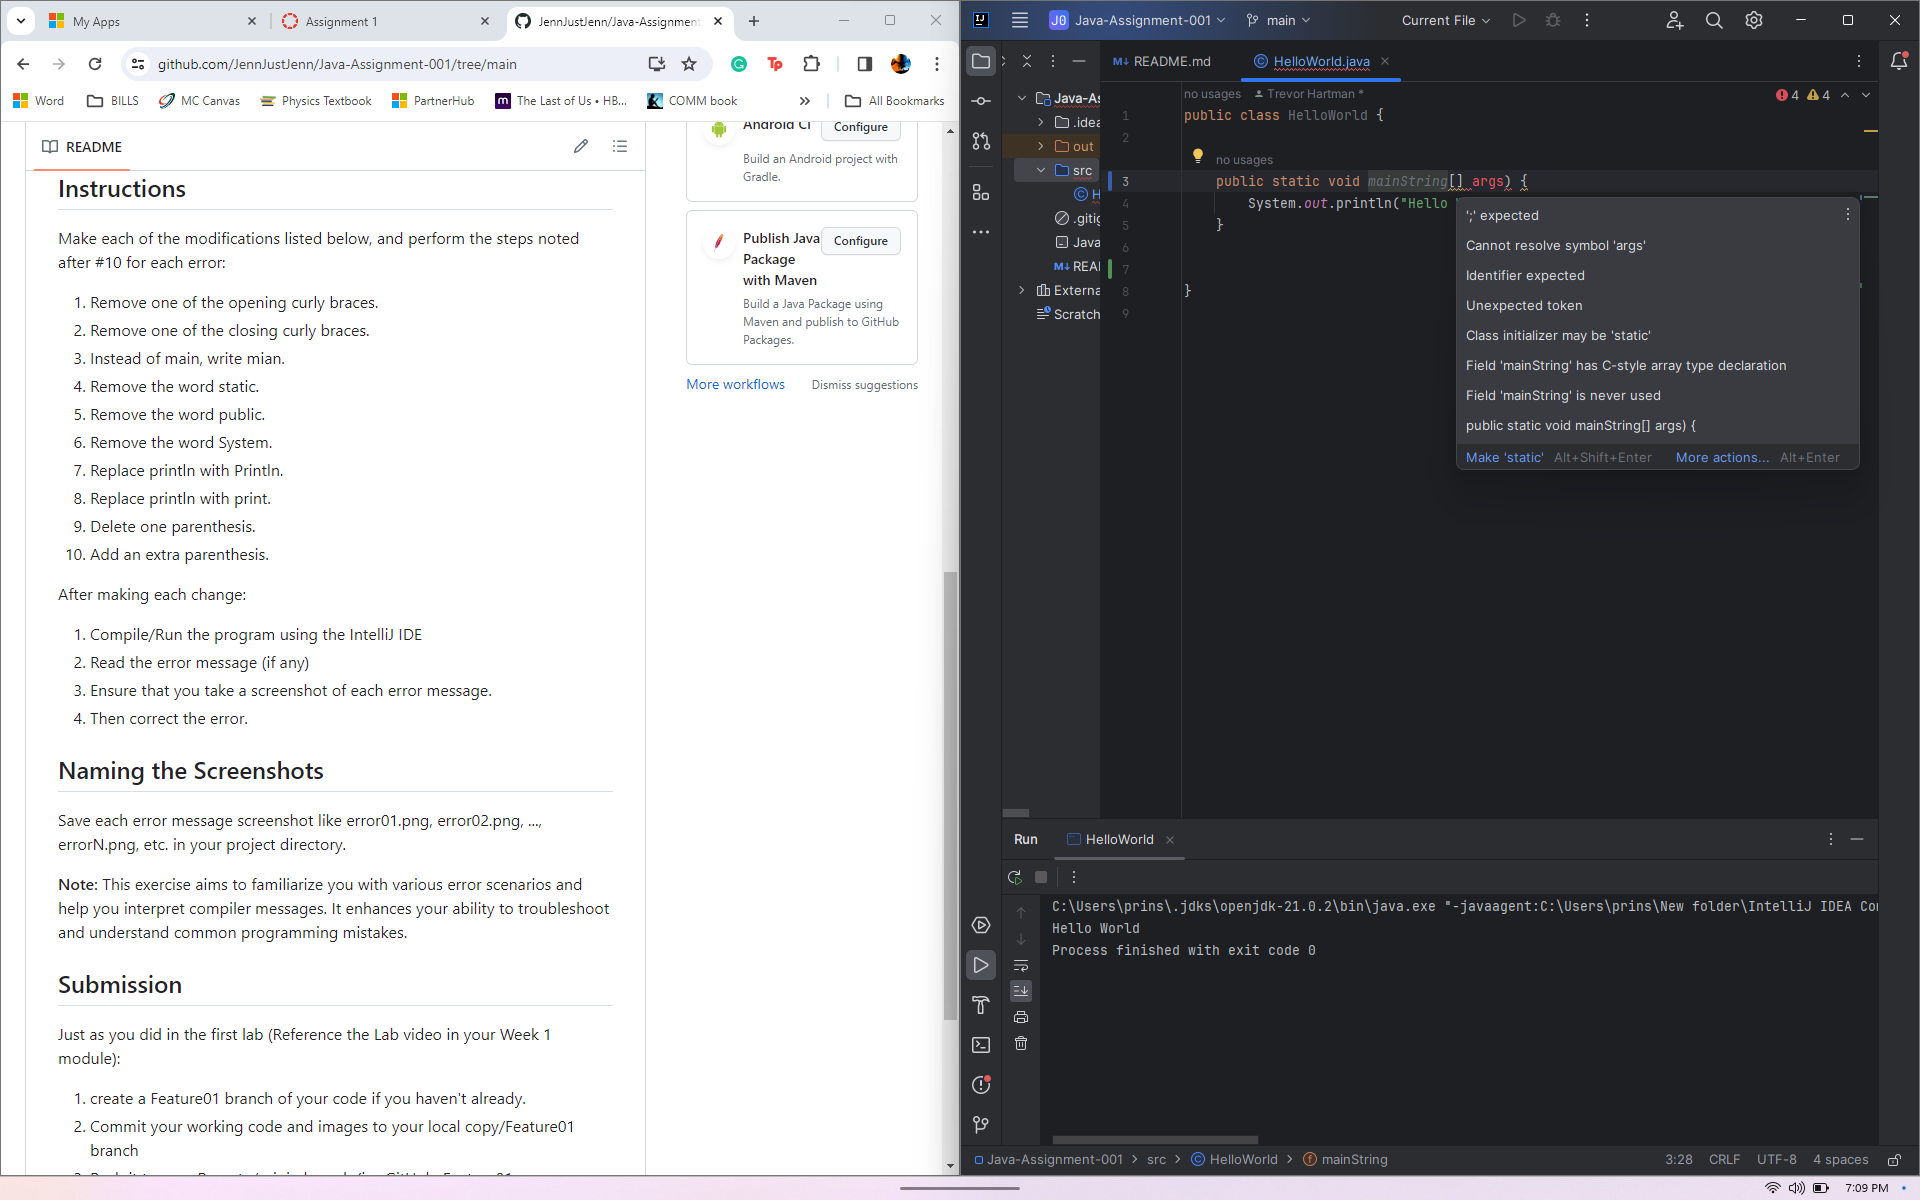 My Apps
Assignment 1
JennJustJenn/Java-Assignment
github.com/JennJustJenn/Java-Assignment-001/tree/main
Word
BILLS
MC Canvas
Physics Textbook
PartnerHub
The Last of Us • HB...
COMM book
All Bookmarks
README
Instructions
Make each of the modifications listed below, and perform the steps noted
after #10 for each error:
1. Remove one of the opening curly braces.
2. Remove one of the closing curly braces.
3. Instead of main, write mian.
4. Remove the word static.
5. Remove the word public.
6. Remove the word System.
7. Replace println with Println.
8. Replace println with print.
9. Delete one parenthesis.
10. Add an extra parenthesis.
After making each change:
1. Compile/Run the program using the IntelliJ IDE
2. Read the error message (if any)
3. Ensure that you take a screenshot of each error message.
4. Then correct the error.
Naming the Screenshots
Save each error message screenshot like error01.png, error02.png, ...,
errorN.png, etc. in your project directory.
Note: This exercise aims to familiarize you with various error scenarios and
help you interpret compiler messages. It enhances your ability to troubleshoot
and understand common programming mistakes.
Submission
Just as you did in the first lab (Reference the Lab video in your Week 1
module):
1. create a Feature01 branch of your code if you haven't already.
2. Commit your working code and images to your local copy/Feature01
branch
Android CI
Configure
Build an Android project with
Gradle.
Publish Java
Package
with Maven
Configure
Build a Java Package using
Maven and publish to GitHub
Packages.
More workflows
Dismiss suggestions
J0
Java-Assignment-001
main
Current File
README.md
HelloWorld.java
Java-As
.idea
out
src
H
.gitig
Java
M↓ REA
Externa
Scratch
no usages Trevor Hartman *
4 4
1 public class HelloWorld {
2
no usages
3 public static void mainString[] args) {
4 System.out.println("Hello
5 }
6
7
8 }
9
';' expected
Cannot resolve symbol 'args'
Identifier expected
Unexpected token
Class initializer may be 'static'
Field 'mainString' has C-style array type declaration
Field 'mainString' is never used
public static void mainString[] args) {
Make 'static' Alt+Shift+Enter More actions... Alt+Enter
Run
HelloWorld
C:\Users\prins\.jdks\openjdk-21.0.2\bin\java.exe "-javaagent:C:\Users\prins\New folder\IntelliJ IDEA Co
Hello World
Process finished with exit code 0
Java-Assignment-001 > src > HelloWorld > mainString
3:28 CRLF UTF-8 4 spaces
7:09 PM